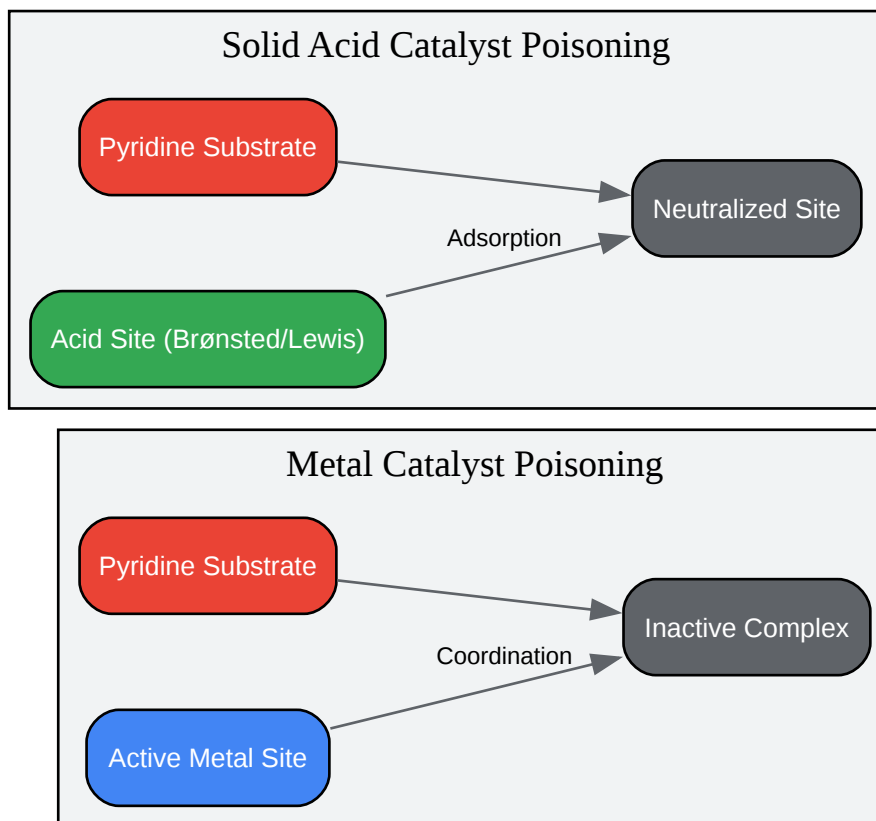 Solid Acid Catalyst Poisoning
Pyridine Substrate
Neutralized Site
Adsorption
Acid Site (Brønsted/Lewis)
Metal Catalyst Poisoning
Pyridine Substrate
Inactive Complex
Coordination
Active Metal Site